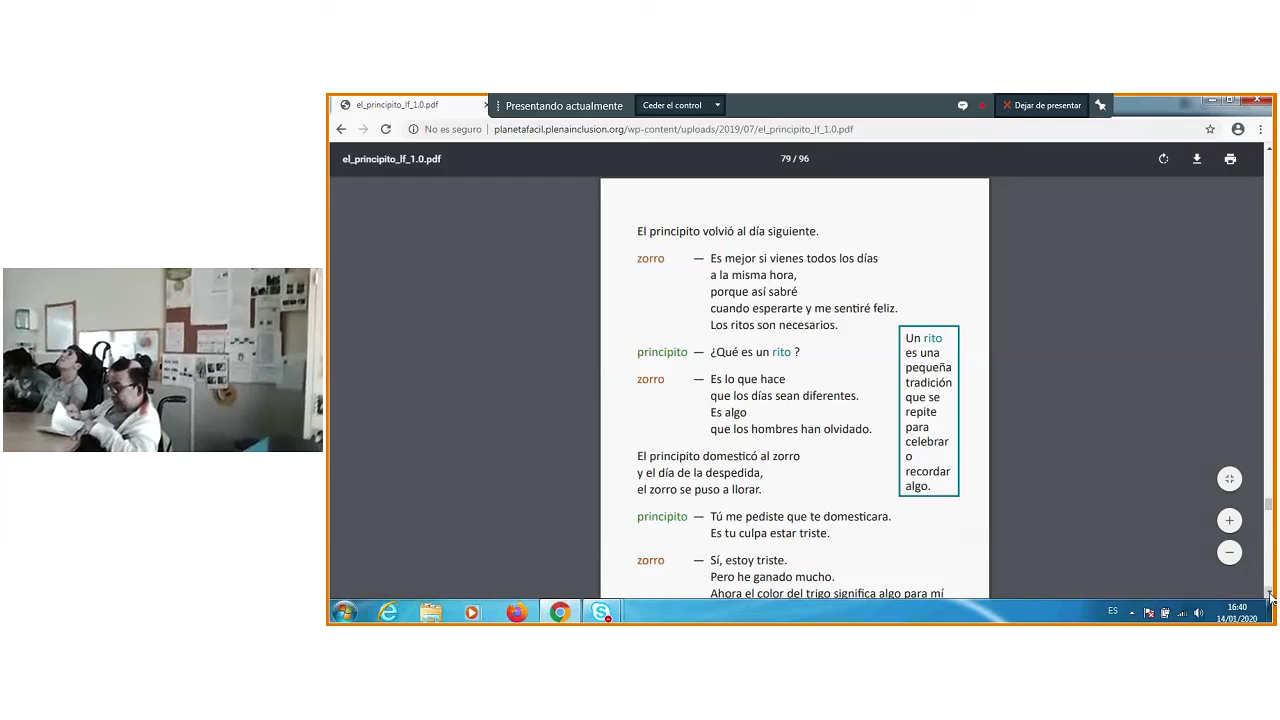 el_principito_lf_1.0.pdf
Presentando actualmente
Ceder el control
Dejar de presentar
No es seguro
planetafacil.plenainclusion.org/wp-content/uploads/2019/07/el_principito_lf_1.0.pdf
el_principito_lf_1.0.pdf
79 / 96
El principito volvió al día siguiente.
zorro — Es mejor si vienes todos los días
a la misma hora,
porque así sabré
cuando esperarte y me sentiré feliz.
Los ritos son necesarios.
principito — ¿Qué es un rito ?
zorro — Es lo que hace
que los días sean diferentes.
Es algo
que los hombres han olvidado.
Un rito
es una
pequeña
tradición
que se
repite
para
celebrar
o
recordar
algo.
El principito domesticó al zorro
y el día de la despedida,
el zorro se puso a llorar.
principito — Tú me pediste que te domesticara.
Es tu culpa estar triste.
zorro — Sí, estoy triste.
Pero he ganado mucho.
Ahora el color del trigo significa algo para mí
ES
16:40
14/01/2020